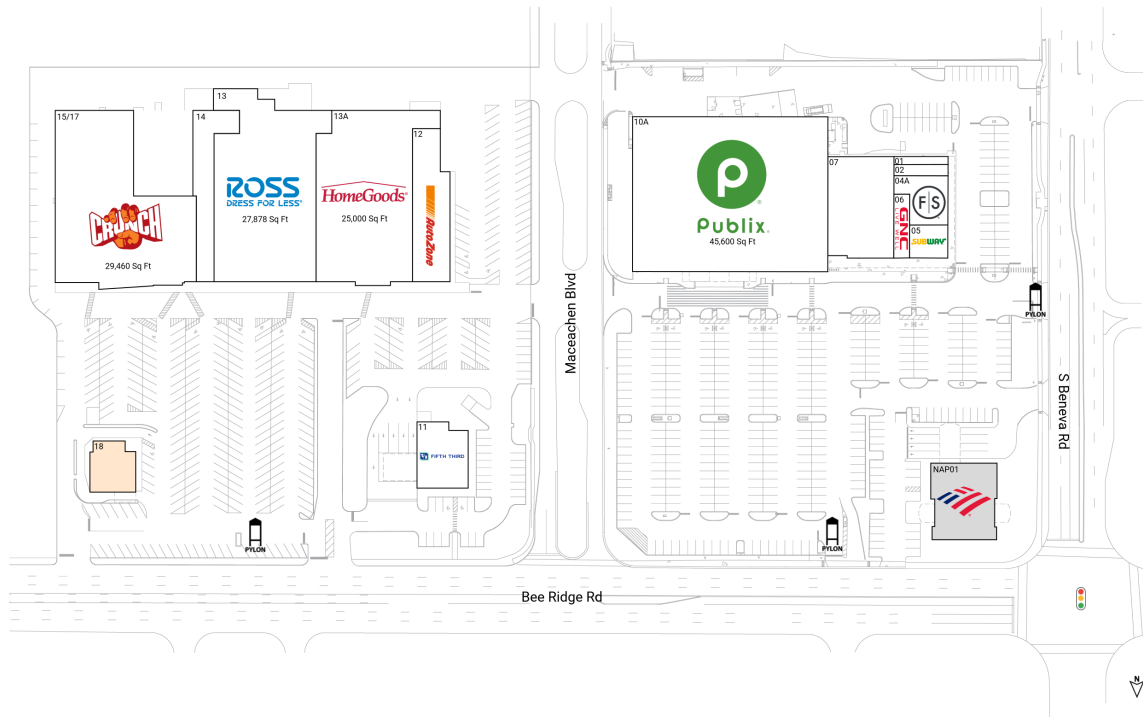 13
15/17
14
13A
12
CRUNCH
29,460 Sq Ft
ROSS
DRESS FOR LESS
27,878 Sq Ft
HomeGoods
25,000 Sq Ft
AutoZone
10A
Publix
45,600 Sq Ft
07
01
02
04A
F|S
06
GNC
LIVE WELL
05
SUBWAY
PYLON
Maceachen Blvd
S Beneva Rd
18
11
FIFTH THIRD
NAP01
PYLON
PYLON
Bee Ridge Rd
N